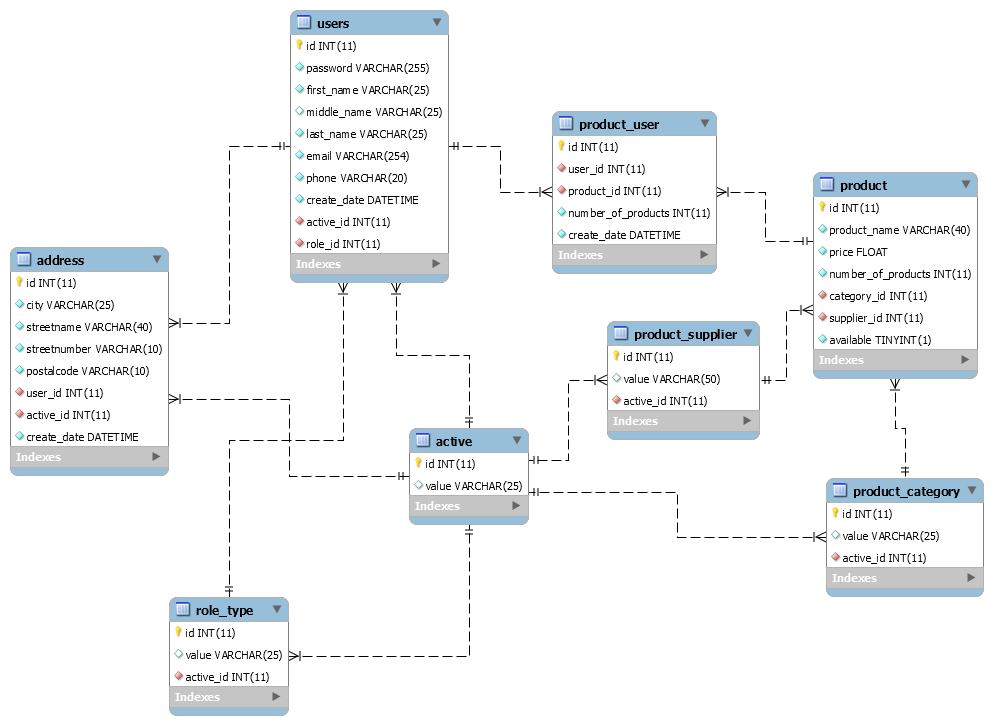 users
id INT(11)
password VARCHAR(255)
first_name VARCHAR(25)
middle_name VARCHAR(25)
last_name VARCHAR(25)
email VARCHAR(254)
phone VARCHAR(20)
create_date DATETIME
active_id INT(11)
role_id INT(11)
Indexes
product_user
id INT(11)
user_id INT(11)
product_id INT(11)
number_of_products INT(11)
create_date DATETIME
Indexes
product
id INT(11)
product_name VARCHAR(40)
price FLOAT
number_of_products INT(11)
category_id INT(11)
supplier_id INT(11)
available TINYINT(1)
Indexes
address
id INT(11)
city VARCHAR(25)
streetname VARCHAR(40)
streetnumber VARCHAR(10)
postalcode VARCHAR(10)
user_id INT(11)
active_id INT(11)
create_date DATETIME
Indexes
product_supplier
id INT(11)
value VARCHAR(50)
active_id INT(11)
Indexes
active
id INT(11)
value VARCHAR(25)
Indexes
product_category
id INT(11)
value VARCHAR(25)
active_id INT(11)
Indexes
role_type
id INT(11)
value VARCHAR(25)
active_id INT(11)
Indexes